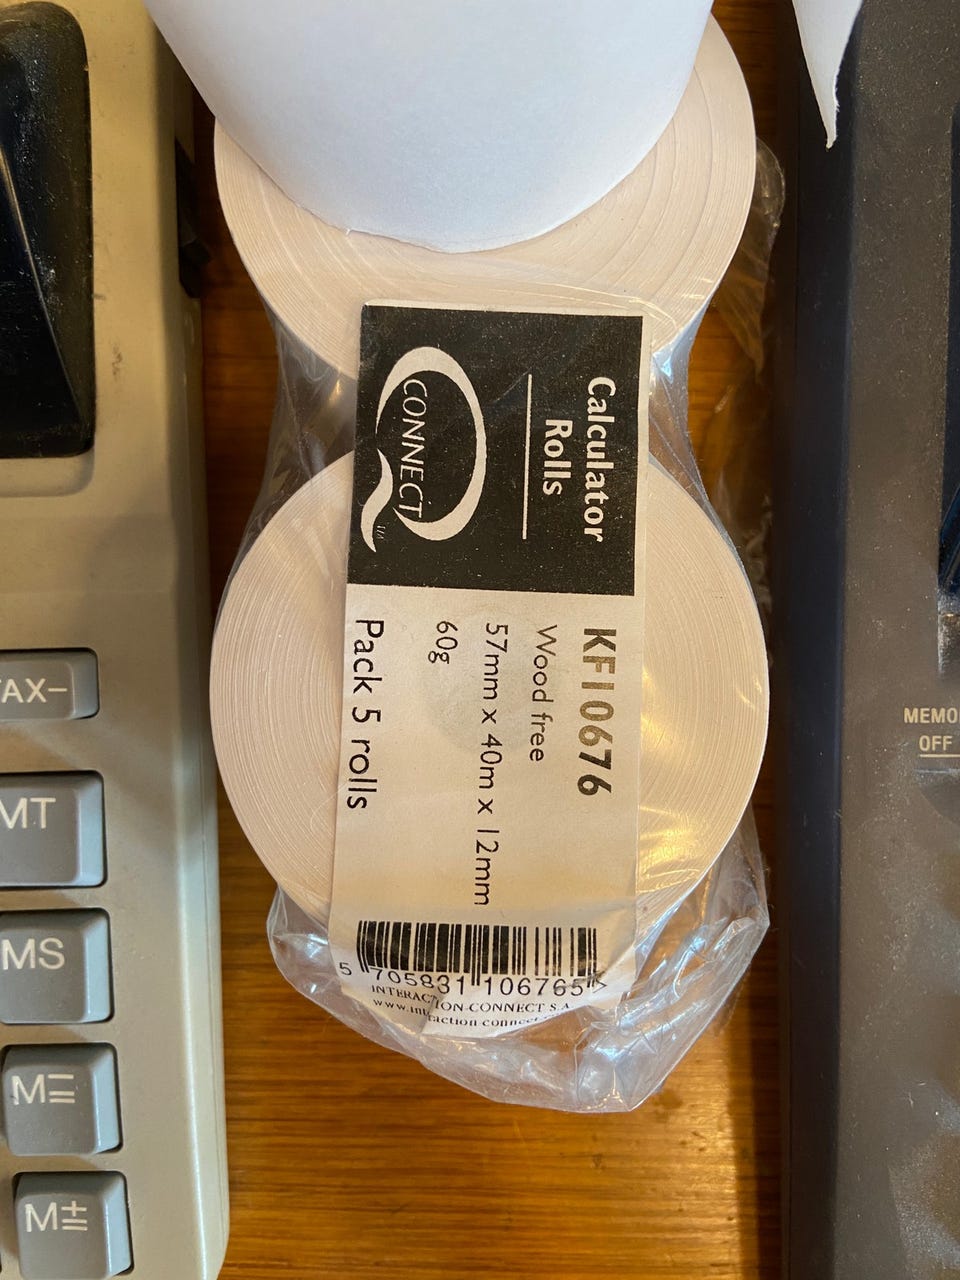 Calculator
Rolls
Q
CONNECT
KF10676
Wood free
57mm x 40m x 12mm
60g
Pack 5 rolls
5 705831 106765 >
INTERACTION-CONNECT S.A.
TAX−
MT
MS
OFF